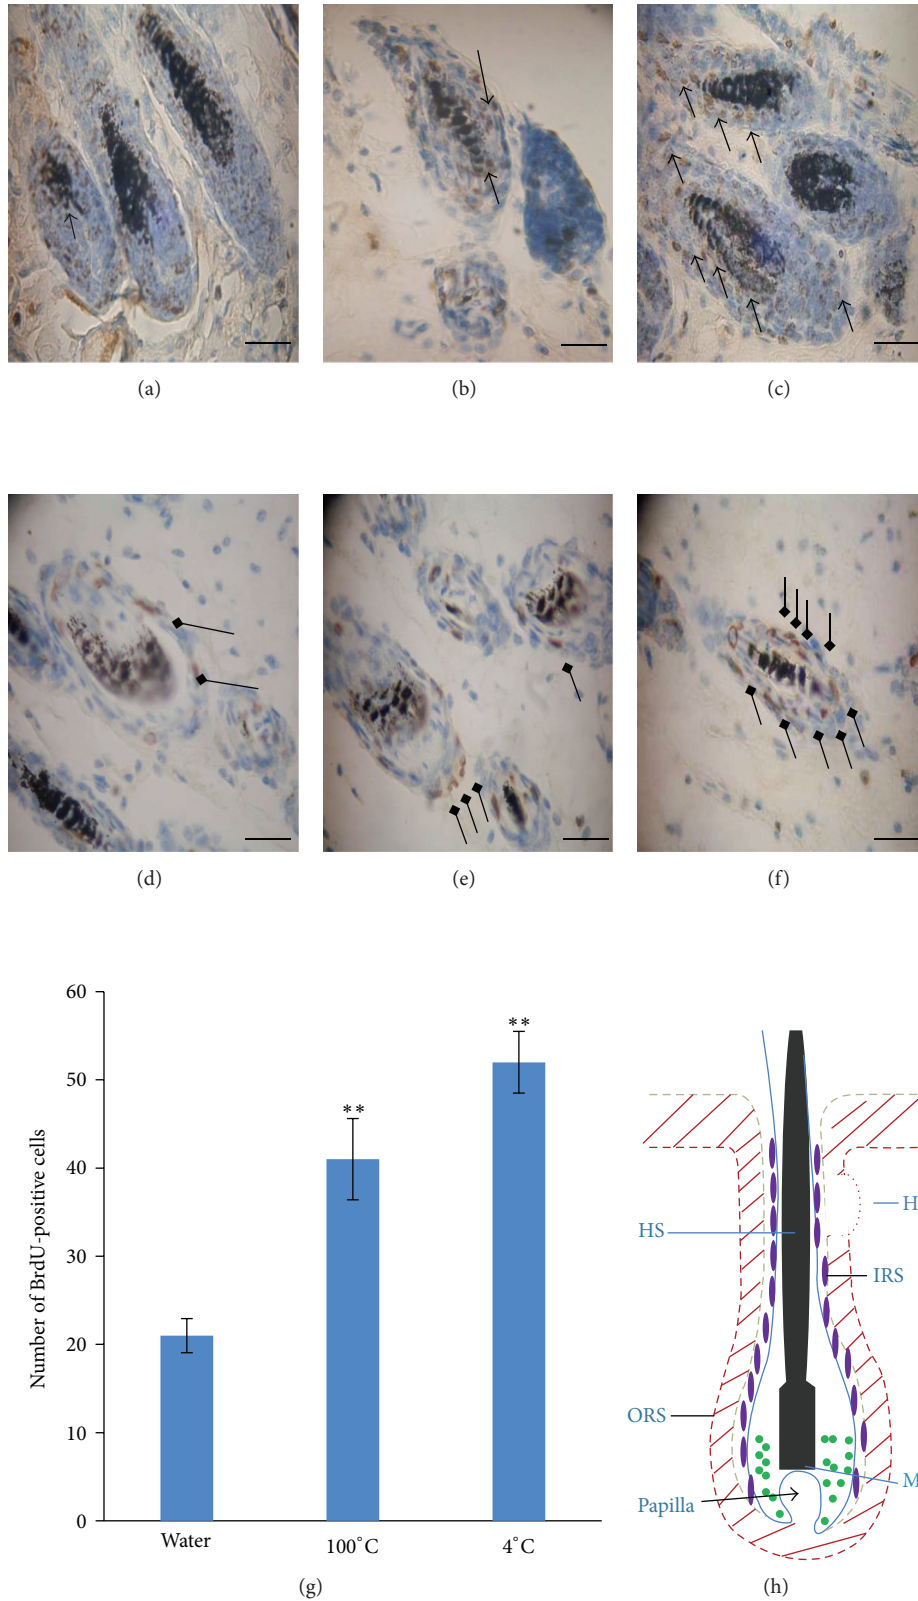 (a)
(b)
(c)
(d)
(e)
(f)
60
50
40
30
20
10
0
Number of BrdU-positive cells
**
**
Water
100°C
4°C
(g)
HS
H
IRS
ORS
M
Papilla
(h)